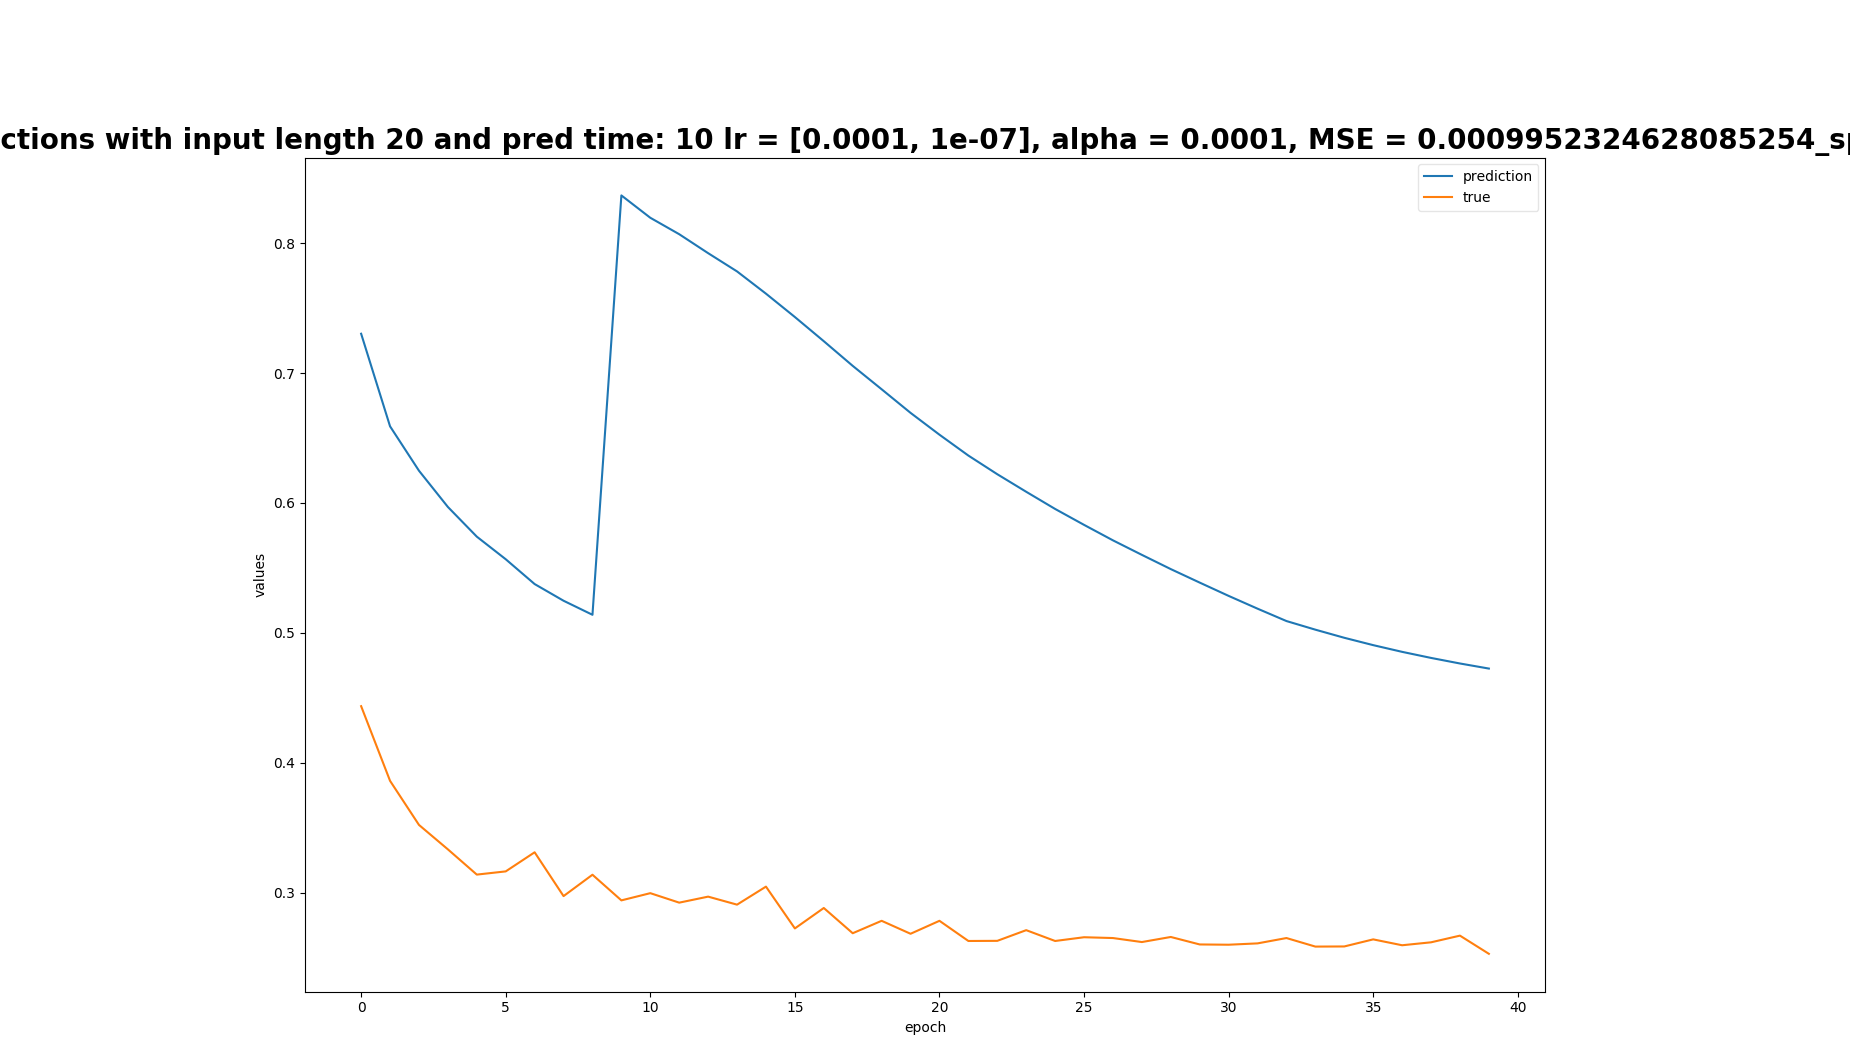 ctions with input length 20 and pred time: 10 lr = [0.0001, 1e-07], alpha = 0.0001, MSE = 0.0009952324628085254_sp
prediction
true
0.8
0.7
0.6
0.5
0.4
0.3
values
0 5 10 15 20 25 30 35 40
epoch